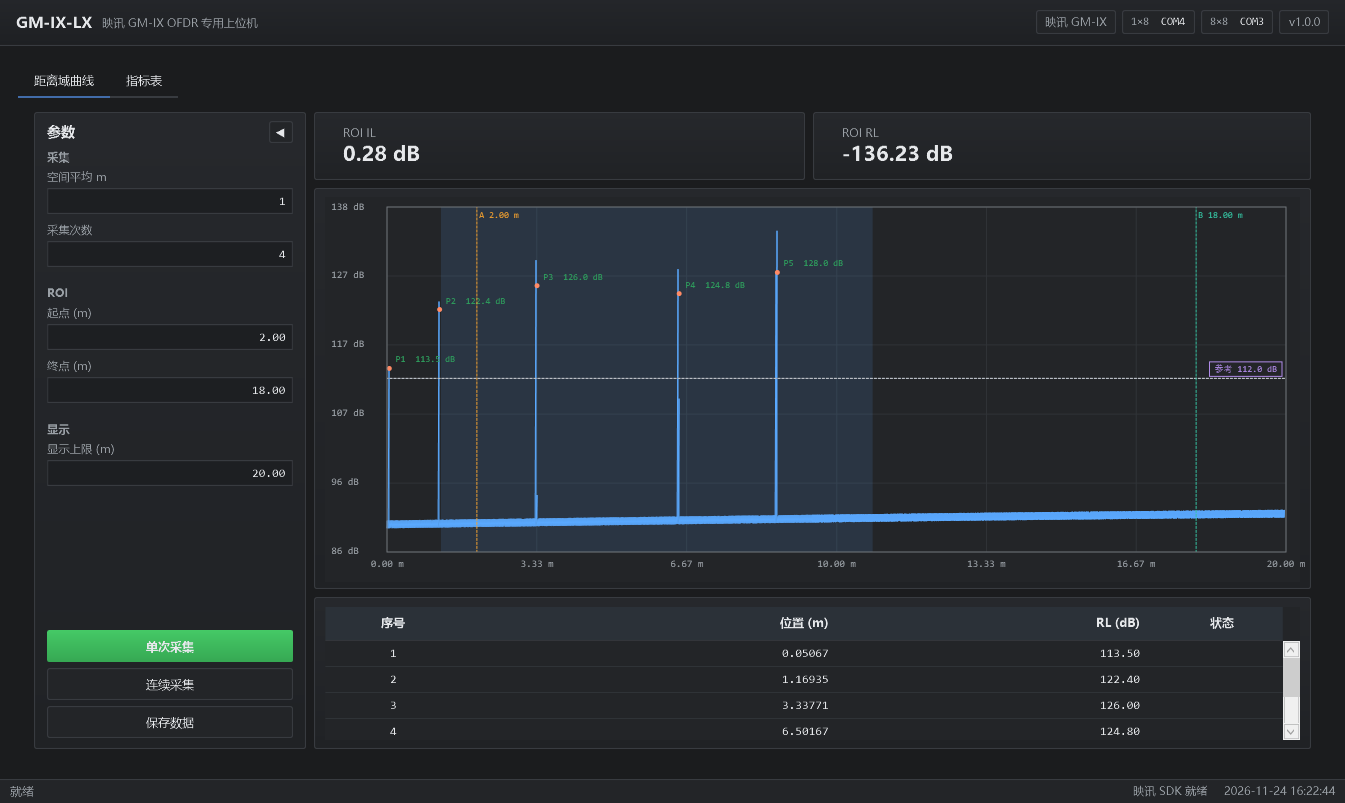 GM-IX-LX 映讯 GM-IX OFDR 专用上位机
映讯 GM-IX 1×8 COM4 8×8 COM3 v1.0.0
距离域曲线 指标表
参数 ◀
采集
空间平均 m
1
采集次数
4
ROI
起点 (m)
2.00
终点 (m)
18.00
显示
显示上限 (m)
20.00
单次采集
连续采集
保存数据
ROI IL
0.28 dB
ROI RL
-136.23 dB
138 dB
127 dB
117 dB
107 dB
96 dB
86 dB
A 2.00 m
B 18.00 m
P1 113.5 dB
P2 122.4 dB
P3 126.0 dB
P4 124.8 dB
P5 128.0 dB
参考 112.0 dB
0.00 m 3.33 m 6.67 m 10.00 m 13.33 m 16.67 m 20.00 m
序号 位置 (m) RL (dB) 状态
1 0.05067 113.50
2 1.16935 122.40
3 3.33771 126.00
4 6.50167 124.80
就绪
映讯 SDK 就绪 2026-11-24 16:22:44